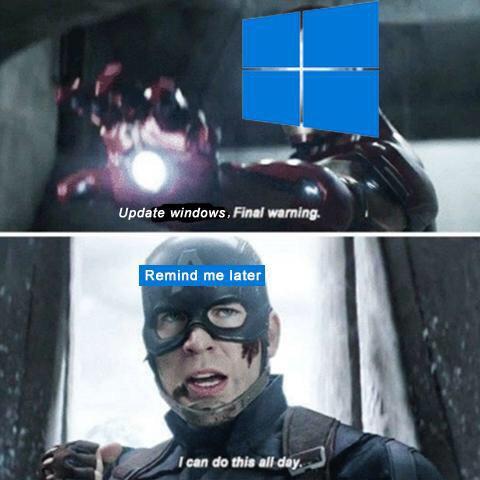 Update windows, Final warning.
Remind me later
I can do this all day.